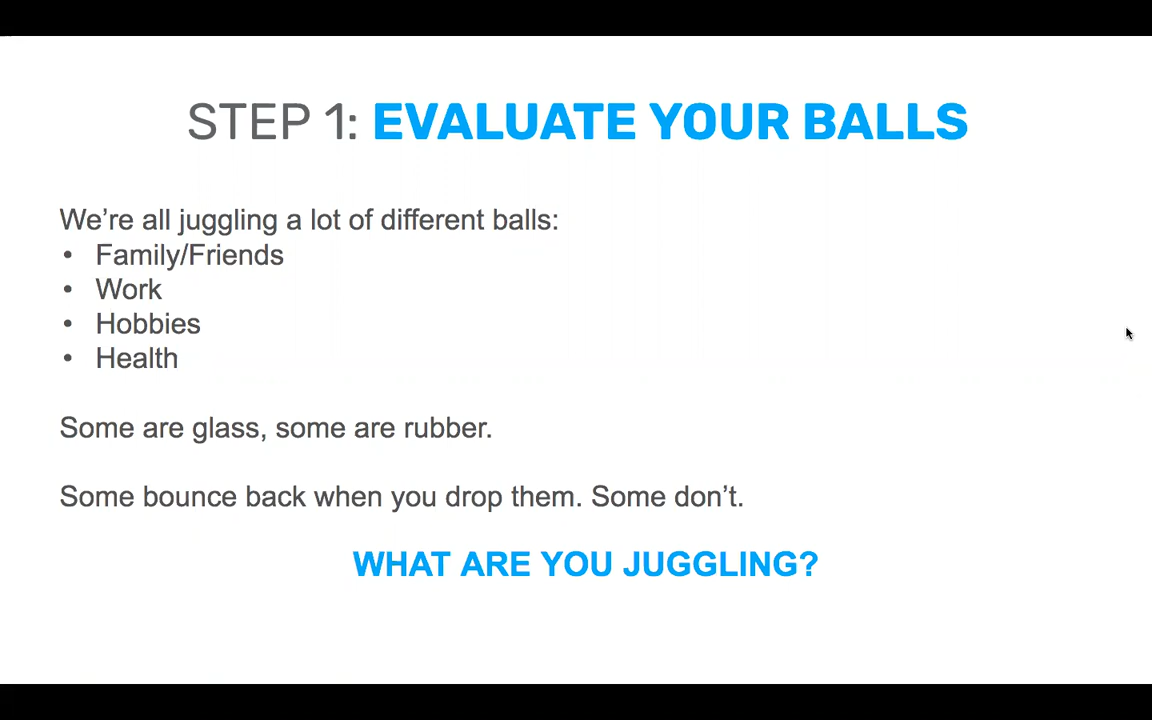 STEP 1: EVALUATE YOUR BALLS
We’re all juggling a lot of different balls:
• Family/Friends
• Work
• Hobbies
• Health
Some are glass, some are rubber.
Some bounce back when you drop them. Some don’t.
WHAT ARE YOU JUGGLING?